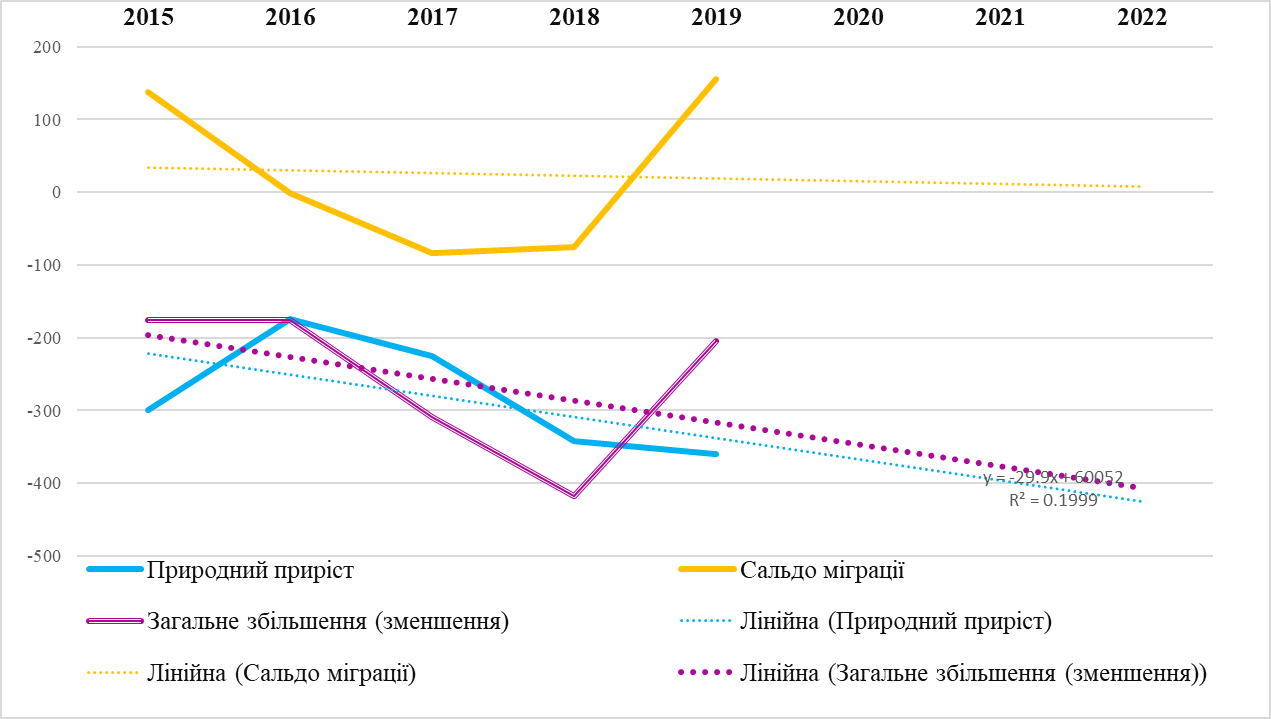 2015 2016 2017 2018 2019 2020 2021 2022
200
100
0
-100
-200
-300
-400
-500
y = -29.9x + 60052
R² = 0.1999
Природний приріст
Сальдо міграції
Загальне збільшення (зменшення)
Лінійна (Природний приріст)
Лінійна (Сальдо міграції)
Лінійна (Загальне збільшення (зменшення))